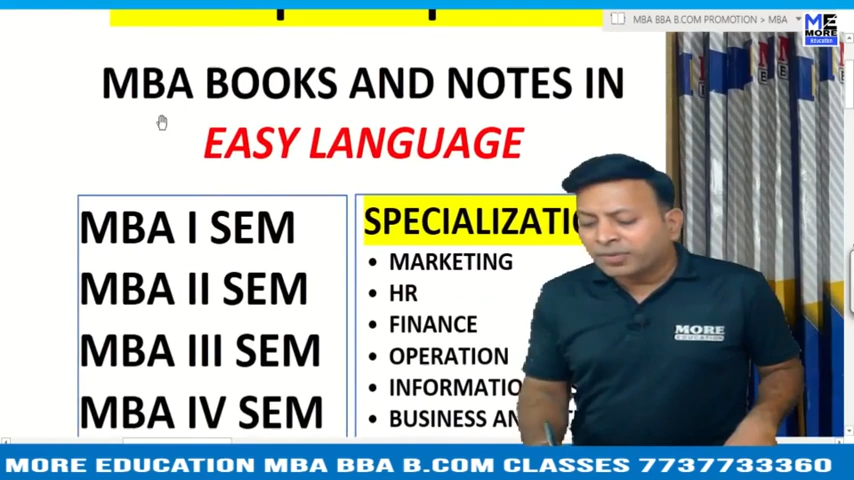 MBA BBA B.COM PROMOTION > MBA
ME
MORE
Education
MBA BOOKS AND NOTES IN
EASY LANGUAGE
MBA I SEM
MBA II SEM
MBA III SEM
MBA IV SEM
SPECIALIZATI
• MARKETING
• HR
• FINANCE
• OPERATION
• INFORMATIO
• BUSINESS AN
MORE
EDUCATION
MORE EDUCATION MBA BBA B.COM CLASSES 7737733360